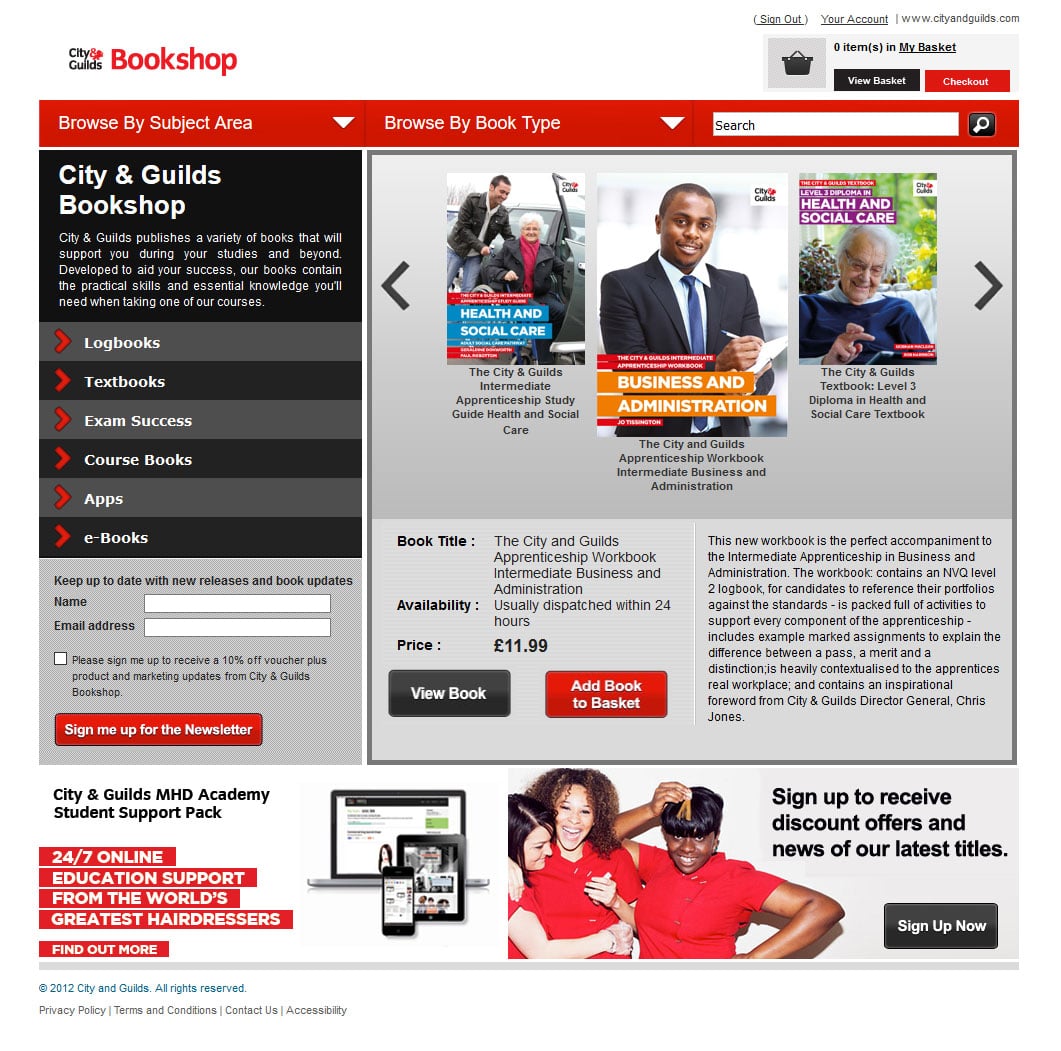 ( Sign Out ) Your Account | www.cityandguilds.com
City & Guilds Bookshop
0 item(s) in My Basket
View Basket Checkout
Browse By Subject Area Browse By Book Type Search
City & Guilds
Bookshop
City & Guilds publishes a variety of books that will
support you during your studies and beyond.
Developed to aid your success, our books contain
the practical skills and essential knowledge you'll
need when taking one of our courses.
Logbooks
Textbooks
Exam Success
Course Books
Apps
e-Books
Keep up to date with new releases and book updates
Name
Email address
Please sign me up to receive a 10% off voucher plus
product and marketing updates from City & Guilds
Bookshop.
Sign me up for the Newsletter
City & Guilds
THE CITY & GUILDS INTERMEDIATE
APPRENTICESHIP STUDY GUIDE
HEALTH AND
SOCIAL CARE
ADULT SOCIAL CARE PATHWAY
GERALDINE DONWORTH
PAUL RUBOTTON
The City & Guilds
Intermediate
Apprenticeship Study
Guide Health and Social
Care
City & Guilds
THE CITY & GUILDS INTERMEDIATE
APPRENTICESHIP WORKBOOK
BUSINESS AND
ADMINISTRATION
JO TISSINGTON
The City and Guilds
Apprenticeship Workbook
Intermediate Business and
Administration
THE CITY & GUILDS TEXTBOOK
LEVEL 3 DIPLOMA IN
HEALTH AND
SOCIAL CARE
City & Guilds
SIOBHAN MACLEAN
ROB HARRISON
The City & Guilds
Textbook: Level 3
Diploma in Health and
Social Care Textbook
Book Title : The City and Guilds
Apprenticeship Workbook
Intermediate Business and
Administration
Availability : Usually dispatched within 24
hours
Price : £11.99
View Book
Add Book
to Basket
This new workbook is the perfect accompaniment to
the Intermediate Apprenticeship in Business and
Administration. The workbook: contains an NVQ level
2 logbook, for candidates to reference their portfolios
against the standards - is packed full of activities to
support every component of the apprenticeship -
includes example marked assignments to explain the
difference between a pass, a merit and a
distinction;is heavily contextualised to the apprentices
real workplace; and contains an inspirational
foreword from City & Guilds Director General, Chris
Jones.
City & Guilds MHD Academy
Student Support Pack
24/7 ONLINE
EDUCATION SUPPORT
FROM THE WORLD'S
GREATEST HAIRDRESSERS
FIND OUT MORE
Sign up to receive
discount offers and
news of our latest titles.
Sign Up Now
© 2012 City and Guilds. All rights reserved.
Privacy Policy | Terms and Conditions | Contact Us | Accessibility